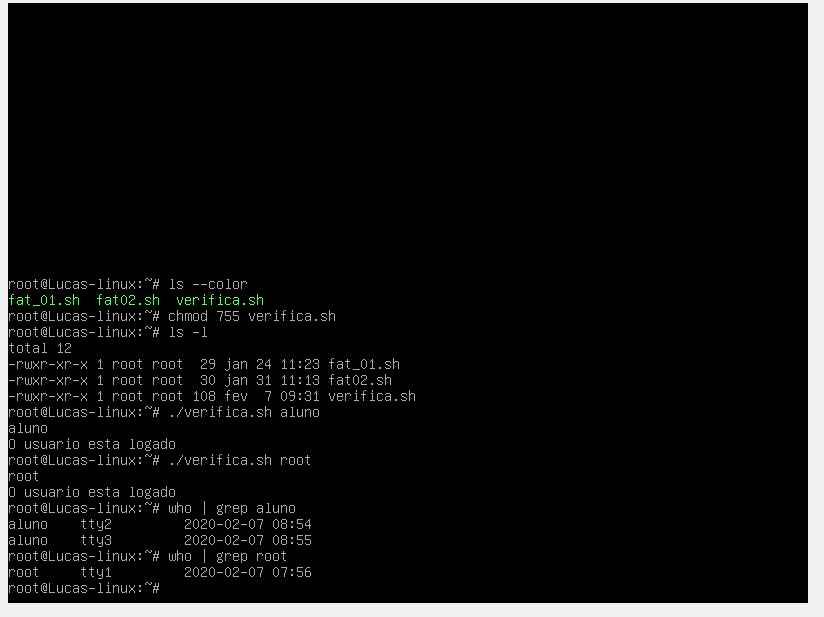 root@Lucas-linux:~# ls --color
fat_01.sh  fat02.sh  verifica.sh
root@Lucas-linux:~# chmod 755 verifica.sh
root@Lucas-linux:~# ls -l
total 12
-rwxr-xr-x 1 root root  29 jan 24 11:23 fat_01.sh
-rwxr-xr-x 1 root root  30 jan 31 11:13 fat02.sh
-rwxr-xr-x 1 root root 108 fev  7 09:31 verifica.sh
root@Lucas-linux:~# ./verifica.sh aluno
aluno
O usuario esta logado
root@Lucas-linux:~# ./verifica.sh root
root
O usuario esta logado
root@Lucas-linux:~# who | grep aluno
aluno    tty2         2020-02-07 08:54
aluno    tty3         2020-02-07 08:55
root@Lucas-linux:~# who | grep root
root     tty1         2020-02-07 07:56
root@Lucas-linux:~#